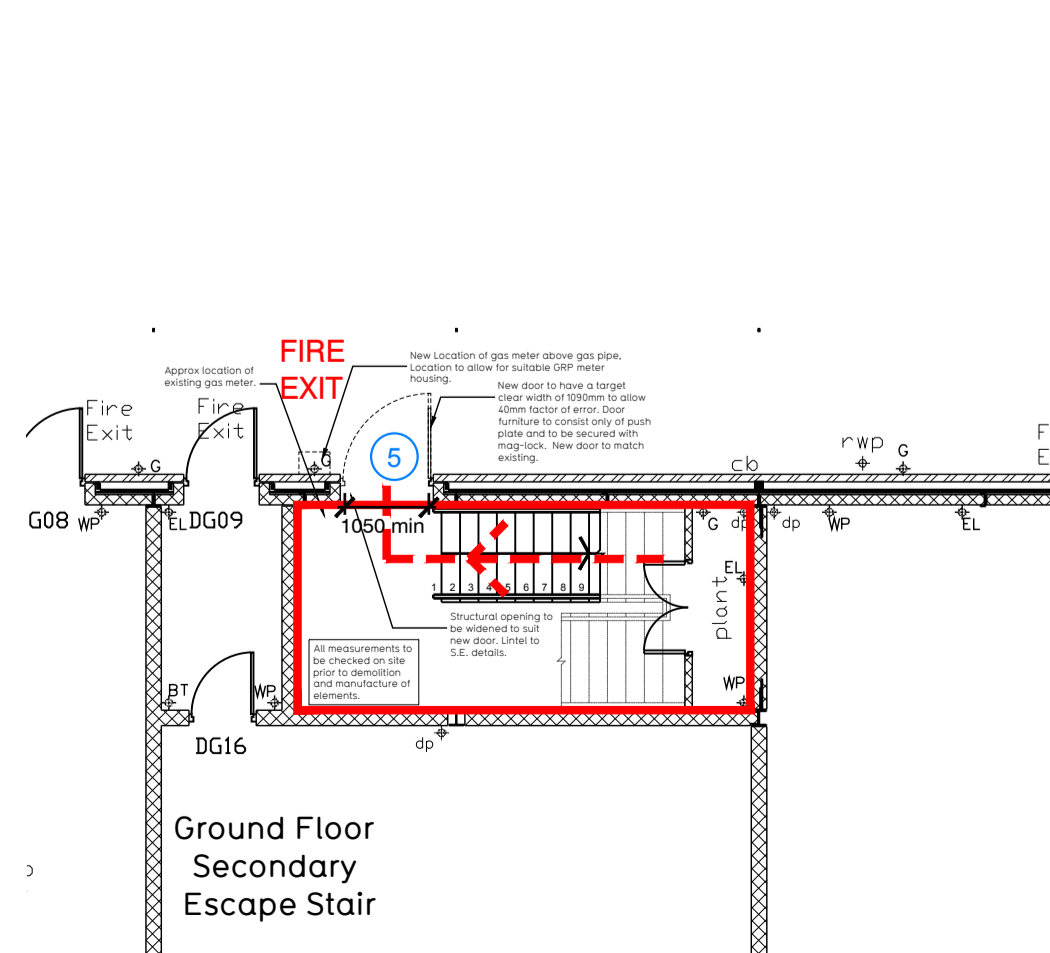 FIRE
EXIT
Approx location of
existing gas meter.
New Location of gas meter above gas pipe,
Location to allow for suitable GRP meter
housing.
New door to have a target
clear width of 1090mm to allow
40mm factor of error. Door
furniture to consist only of push
plate and to be secured with
mag-lock. New door to match
existing.
Fire
Exit
Fire
Exit
F
E
rwp
G
cb
G
G
5
G08
WP
EL
DG09
1050 min
G
dp
dp
WP
EL
EL
plant
1 2 3 4 5 6 7 8 9
Structural opening to
be widened to suit
new door. Lintel to
S.E. details.
All measurements to
be checked on site
prior to demolition
and manufacture of
elements.
BT
WP
WP
DG16
dp
Ground Floor
Secondary
Escape Stair